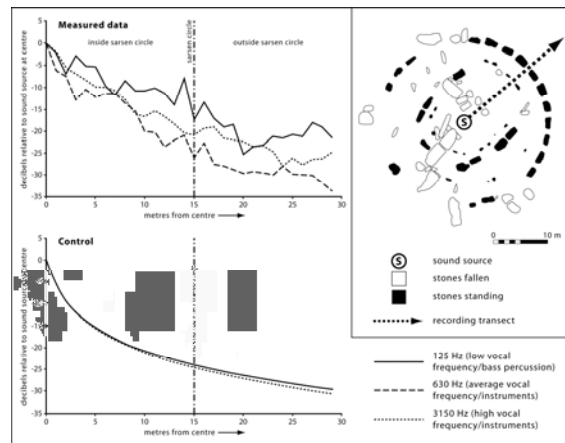 Measured data
5
0
-5
-10
-15
-20
-25
-30
-35
decibels relative to sound source at centre
inside sarsen circle
sarsen circle
outside sarsen circle
0 5 10 15 20 25 30
metres from centre
Control
5
0
-15
-20
-25
-30
-35
decibels relative to sound source at centre
0 5 10 15 20 25 30
metres from centre
S
0 10 m
S sound source
stones fallen
stones standing
recording transect
125 Hz (low vocal
frequency/bass percussion)
630 Hz (average vocal
frequency/instruments)
3150 Hz (high vocal
frequency/instruments)